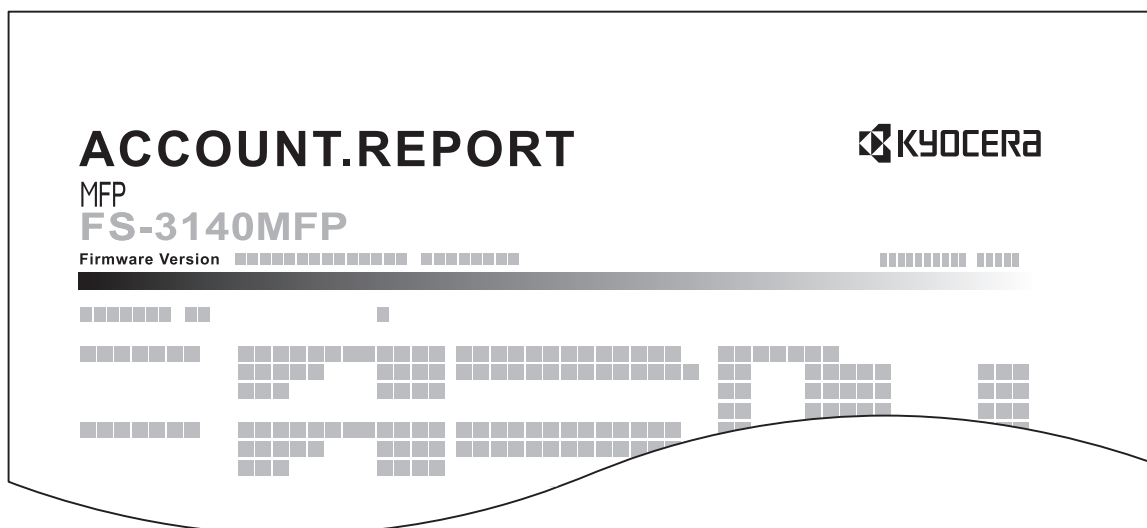 ACCOUNT.REPORT
KYOCERA
MFP
FS-3140MFP
Firmware Version